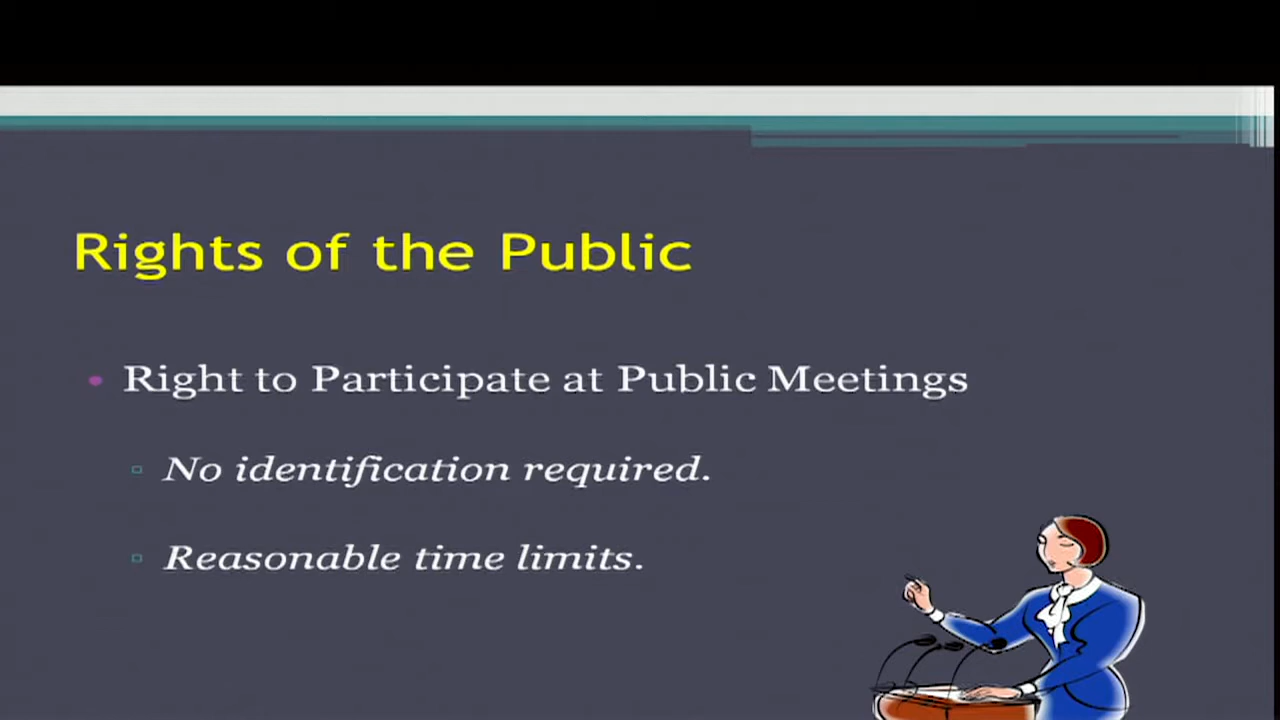 Rights of the Public
Right to Participate at Public Meetings
No identification required.
Reasonable time limits.